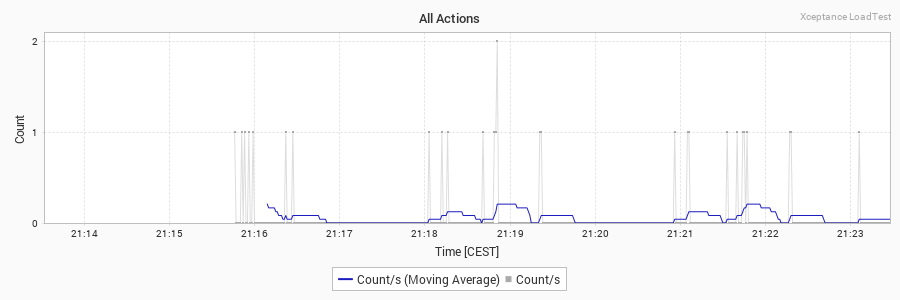 All Actions
Xceptance LoadTest
2
1
0
Count
21:14 21:15 21:16 21:17 21:18 21:19 21:20 21:21 21:22 21:23
Time [CEST]
Count/s (Moving Average) Count/s